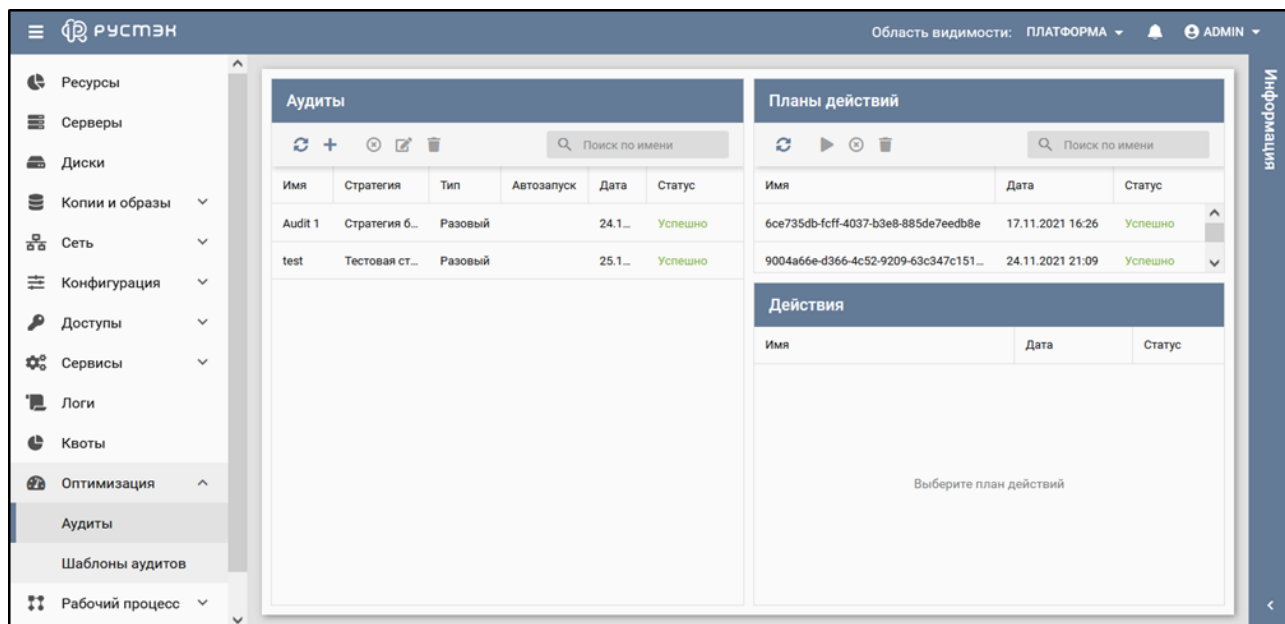 РУСТЭК
Область видимости: ПЛАТФОРМА
ADMIN
Ресурсы
Серверы
Диски
Копии и образы
Сеть
Конфигурация
Доступы
Сервисы
Логи
Квоты
Оптимизация
Аудиты
Шаблоны аудитов
Рабочий процесс
Аудиты
Поиск по имени
Имя Стратегия Тип Автозапуск Дата Статус
Audit 1 Стратегия б... Разовый 24.1... Успешно
test Тестовая ст... Разовый 25.1... Успешно
Планы действий
Поиск по имени
Имя Дата Статус
6ce735db-fcff-4037-b3e8-885de7eedb8e 17.11.2021 16:26 Успешно
9004a66e-d366-4c52-9209-63c347c151... 24.11.2021 21:09 Успешно
Действия
Имя Дата Статус
Выберите план действий
Информация